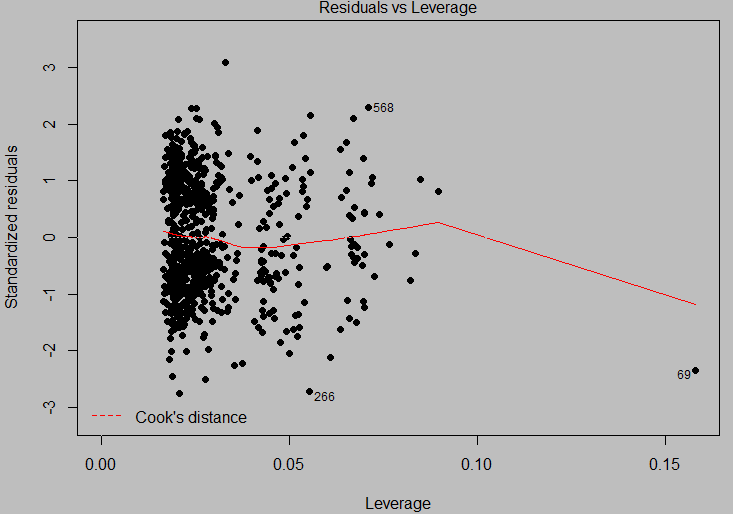 Residuals vs Leverage
Standardized residuals
3
2
1
0
-1
-2
-3
568
266
69
Cook's distance
0.00 0.05 0.10 0.15
Leverage